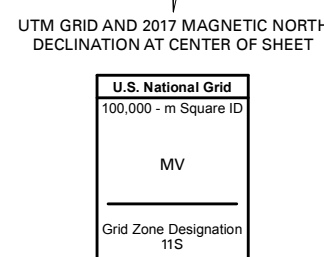 UTM GRID AND 2017 MAGNETIC NORTH
DECLINATION AT CENTER OF SHEET
U.S. National Grid
100,000 - m Square ID
MV
Grid Zone Designation
11S